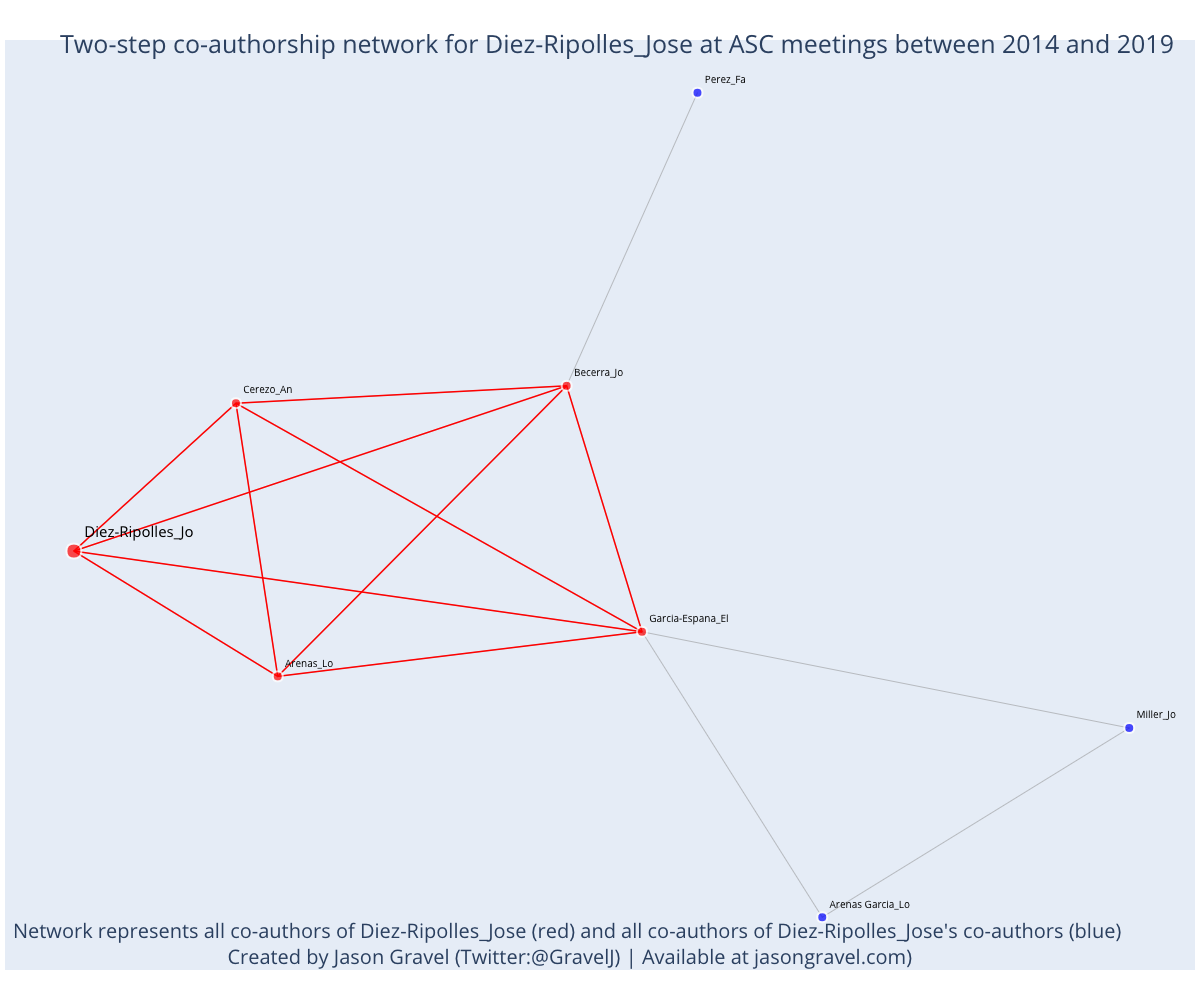 Two-step co-authorship network for Diez-Ripolles_Jose at ASC meetings between 2014 and 2019
Perez_Fa
Becerra_Jo
Cerezo_An
Diez-Ripolles_Jo
Garcia-Espana_El
Arenas_Lo
Miller_Jo
Arenas Garcia_Lo
Network represents all co-authors of Diez-Ripolles_Jose (red) and all co-authors of Diez-Ripolles_Jose's co-authors (blue)
Created by Jason Gravel (Twitter:@GravelJ) | Available at jasongravel.com)